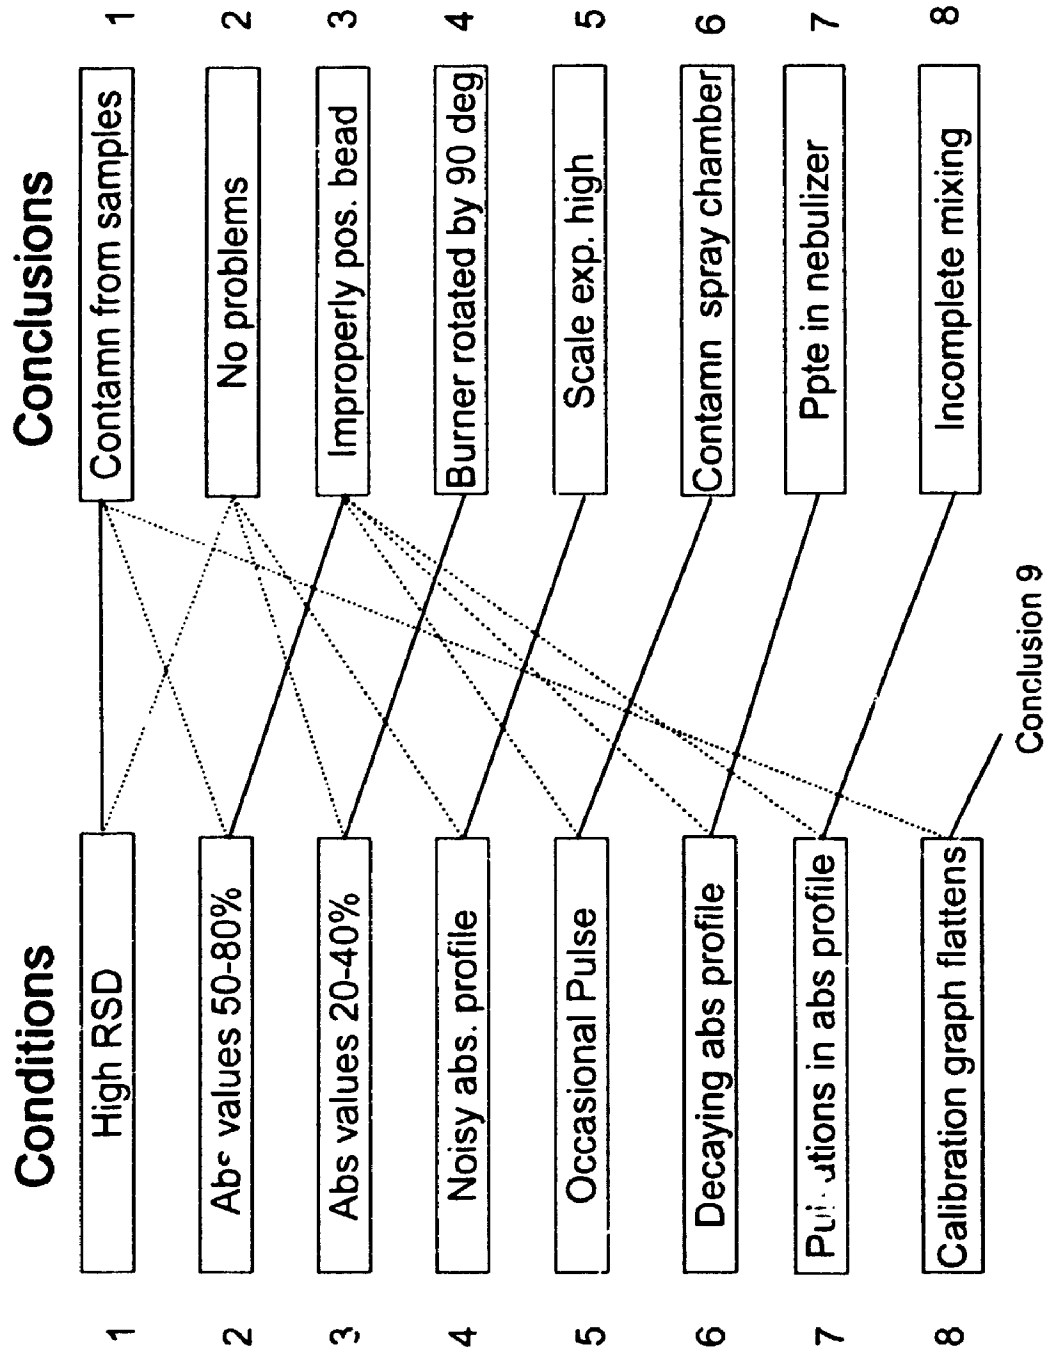 Conditions
Conclusions
1 High RSD
Contamn from samples 1
2 Abs values 50-80%
No problems 2
3 Abs values 20-40%
Improperly pos. bead 3
4 Noisy abs. profile
Burner rotated by 90 deg 4
5 Occasional Pulse
Scale exp. high 5
6 Decaying abs profile
Contamn spray chamber 6
7 in abs profile
Ppte in nebulizer 7
8 Calibration graph flattens
Incomplete mixing 8
Conclusion 9